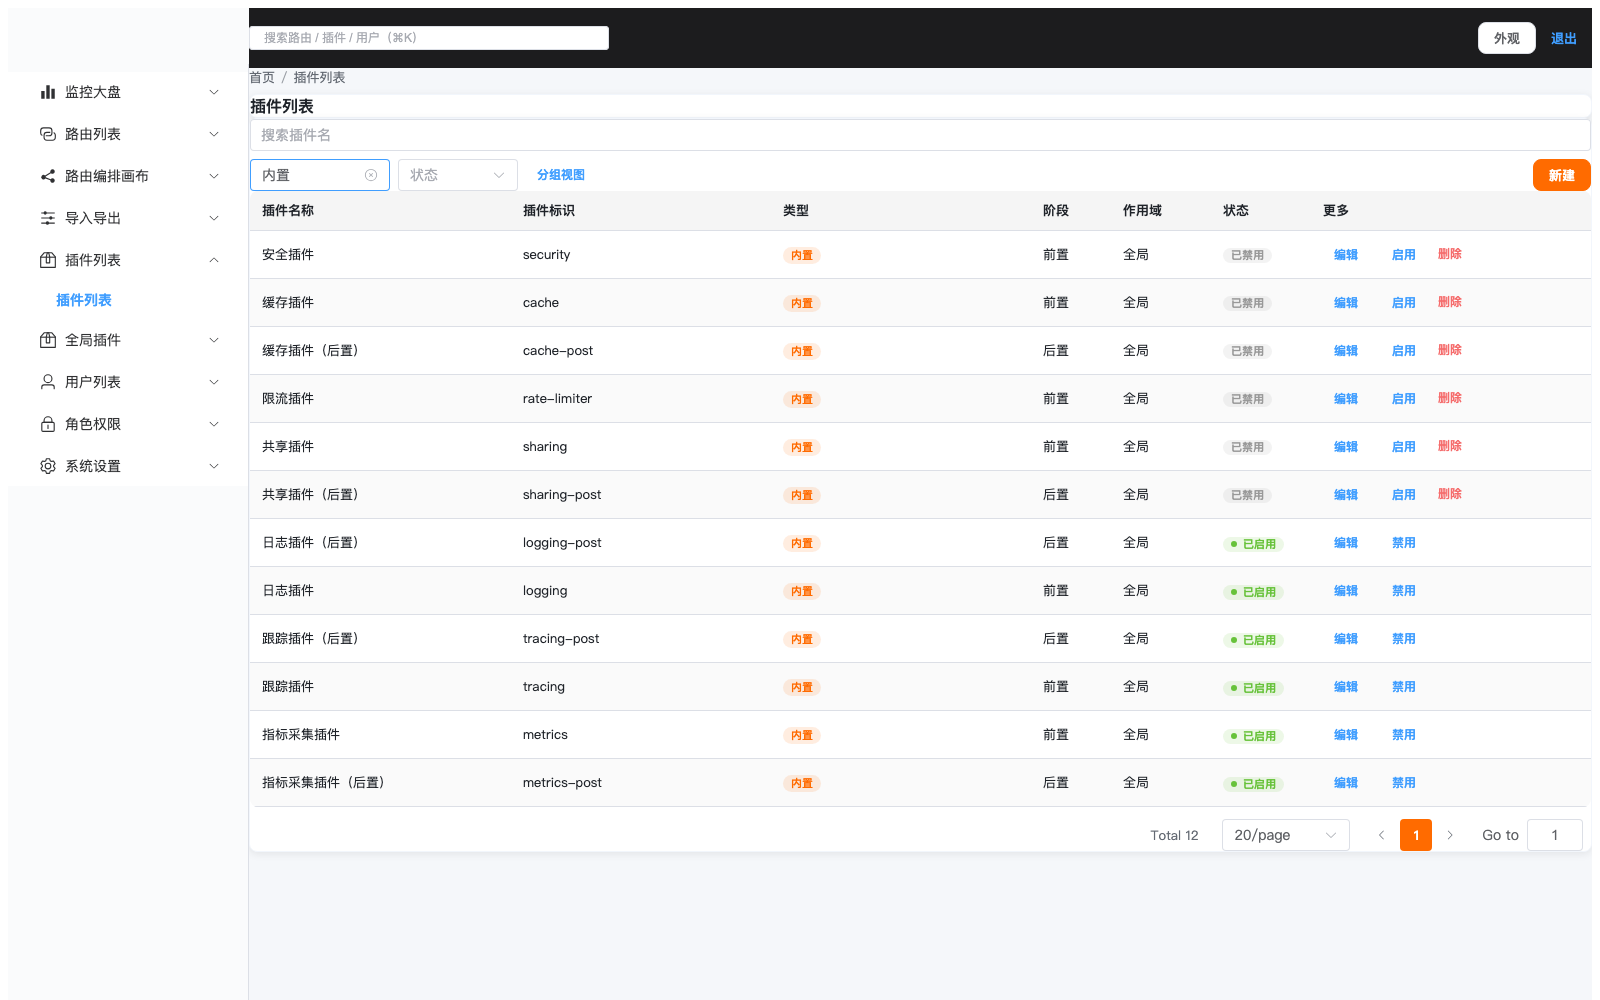 搜索路由 / 插件 / 用户（⌘K）
外观
退出
监控大盘
路由列表
路由编排画布
导入导出
插件列表
插件列表
全局插件
用户列表
角色权限
系统设置
首页 / 插件列表
插件列表
搜索插件名
内置 状态 分组视图 新建
插件名称 插件标识 类型 阶段 作用域 状态 更多
安全插件 security 内置 前置 全局 已禁用 编辑 启用 删除
缓存插件 cache 内置 前置 全局 已禁用 编辑 启用 删除
缓存插件（后置） cache-post 内置 后置 全局 已禁用 编辑 启用 删除
限流插件 rate-limiter 内置 前置 全局 已禁用 编辑 启用 删除
共享插件 sharing 内置 前置 全局 已禁用 编辑 启用 删除
共享插件（后置） sharing-post 内置 后置 全局 已禁用 编辑 启用 删除
日志插件（后置） logging-post 内置 后置 全局 已启用 编辑 禁用
日志插件 logging 内置 前置 全局 已启用 编辑 禁用
跟踪插件（后置） tracing-post 内置 后置 全局 已启用 编辑 禁用
跟踪插件 tracing 内置 前置 全局 已启用 编辑 禁用
指标采集插件 metrics 内置 前置 全局 已启用 编辑 禁用
指标采集插件（后置） metrics-post 内置 后置 全局 已启用 编辑 禁用
Total 12 20/page 1 Go to 1